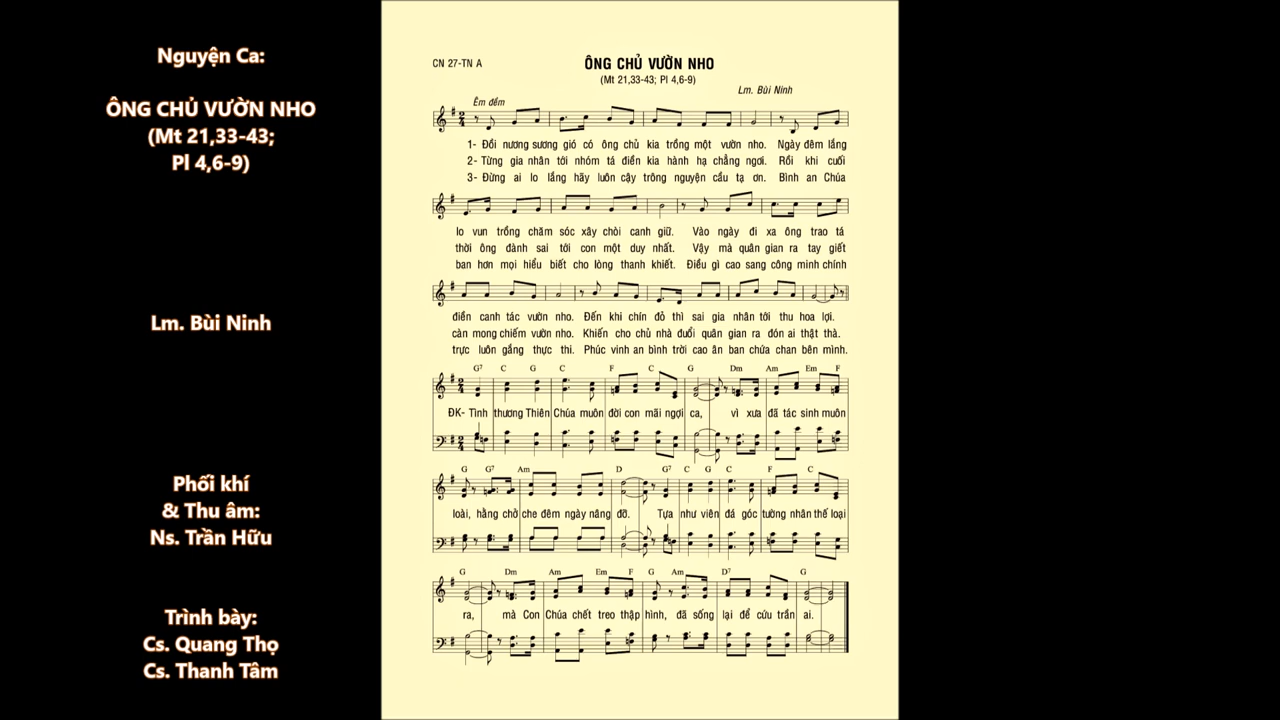 Nguyện Ca:
ÔNG CHỦ VƯỜN NHO
(Mt 21,33-43;
Pl 4,6-9)
Lm. Bùi Ninh
Phối khí
& Thu âm:
Ns. Trần Hữu
Trình bày:
Cs. Quang Thọ
Cs. Thanh Tâm
CN 27-TN A
ÔNG CHỦ VƯỜN NHO
(Mt 21,33-43; Pl 4,6-9)
Lm. Bùi Ninh
Êm đềm
1- Đồi nương sương gió có ông chủ kia trồng một vườn nho. Ngày đêm lắng
2- Từng gia nhân tới nhóm tá điền kia hành hạ chẳng ngơi. Rồi khi cuối
3- Đừng ai lo lắng hãy luôn cậy trông nguyện cầu tạ ơn. Bình an Chúa
lo vun trồng chăm sóc xây chòi canh giữ. Vào ngày đi xa ông trao tá
thời ông đành sai tới con một duy nhất. Vậy mà quân gian ra tay giết
ban hơn mọi hiểu biết cho lòng thanh khiết. Điều gì cao sang công minh chính
điền canh tác vườn nho. Đến khi chín đỏ thì sai gia nhân tới thu hoa lợi.
càn mong chiếm vườn nho. Khiến cho chủ nhà đuổi quân gian ra đón ai thật thà.
trực luôn gắng thực thi. Phúc vinh an bình trời cao ân ban chứa chan bên mình.
G7 C G C F C G Dm Am Em F
ĐK- Tình thương Thiên Chúa muôn đời con mãi ngợi ca, vì xưa đã tác sinh muôn
G G7 Am D G7 C G C F C
loài, hằng chở che đêm ngày nâng đỡ. Tựa như viên đá góc tường nhân thế loại
G Dm Am Em F G Am D7 G
ra, mà Con Chúa chết treo thập hình, đã sống lại để cứu trần ai.